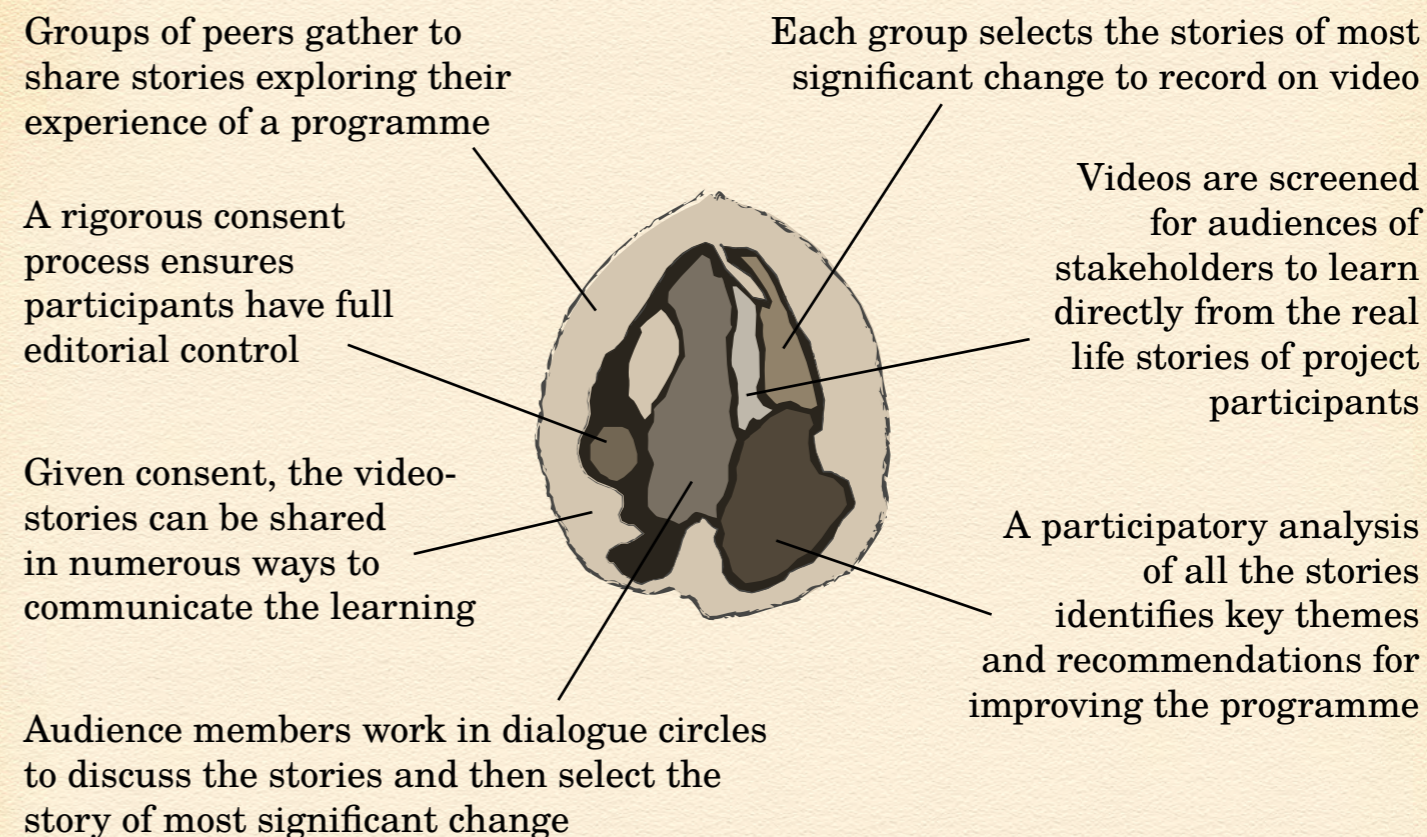 Groups of peers gather to
share stories exploring their
experience of a programme
Each group selects the stories of most
significant change to record on video
A rigorous consent
process ensures
participants have full
editorial control
Videos are screened
for audiences of
stakeholders to learn
directly from the real
life stories of project
participants
Given consent, the video-
stories can be shared
in numerous ways to
communicate the learning
A participatory analysis
of all the stories
identifies key themes
and recommendations for
improving the programme
Audience members work in dialogue circles
to discuss the stories and then select the
story of most significant change